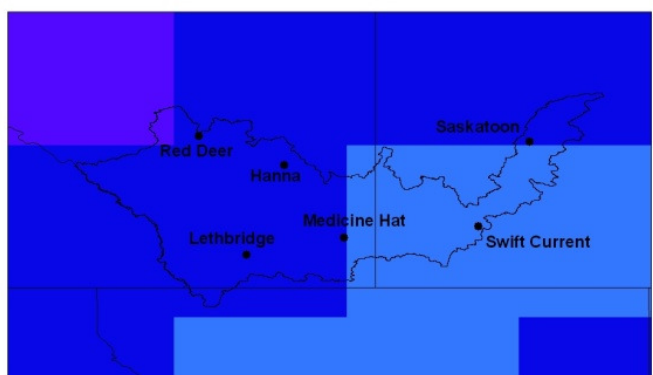 Saskatoon
Red Deer
Hanna
Medicine Hat
Lethbridge
Swift Current